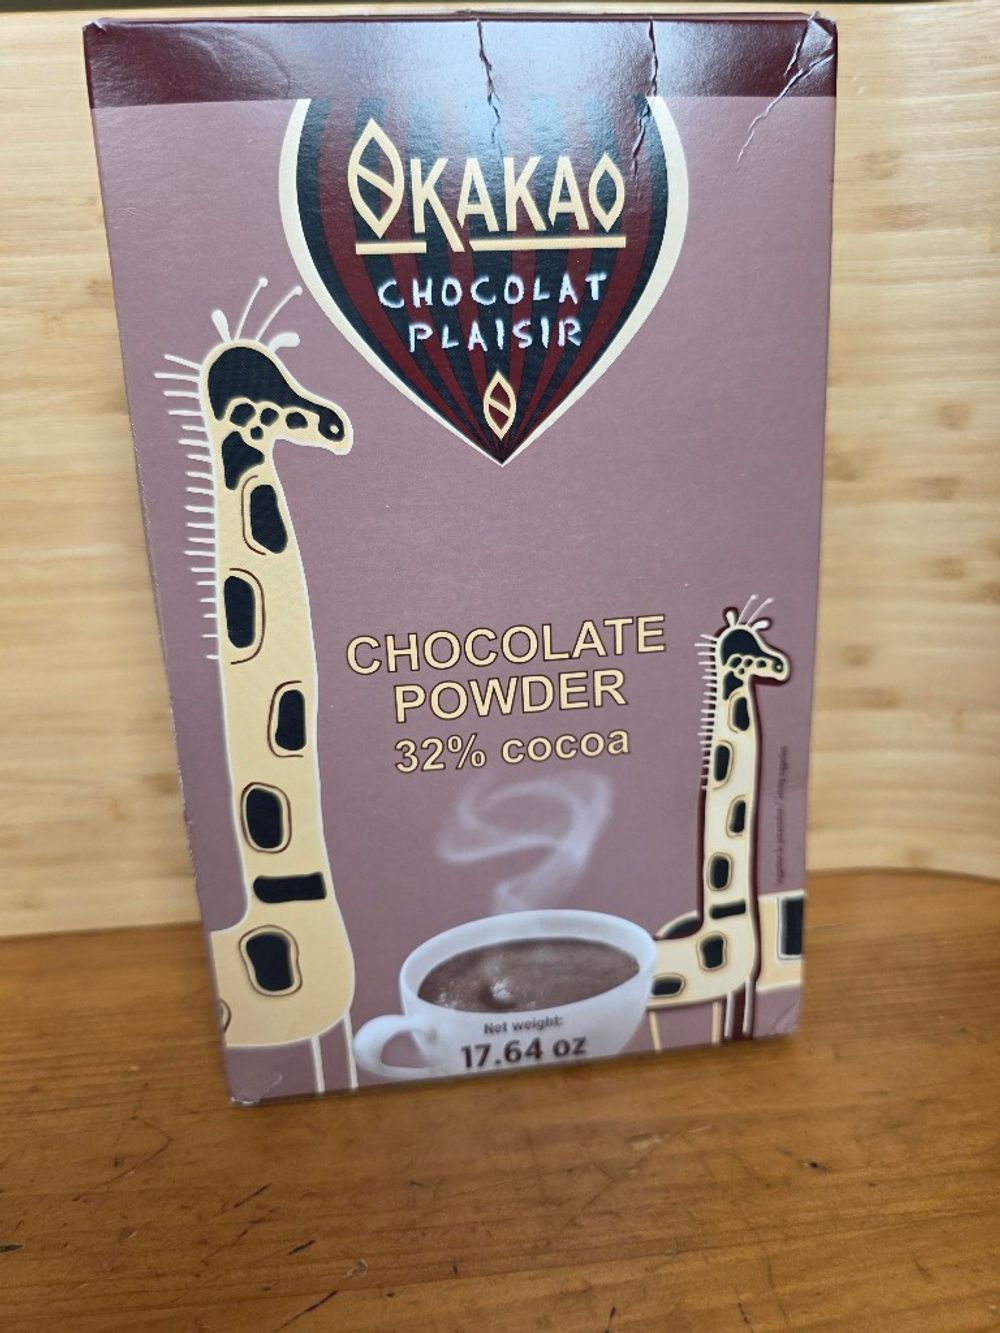 OKAKAO
CHOCOLAT
PLAISIR
CHOCOLATE
POWDER
32% cocoa
Net weight:
17.64 oz